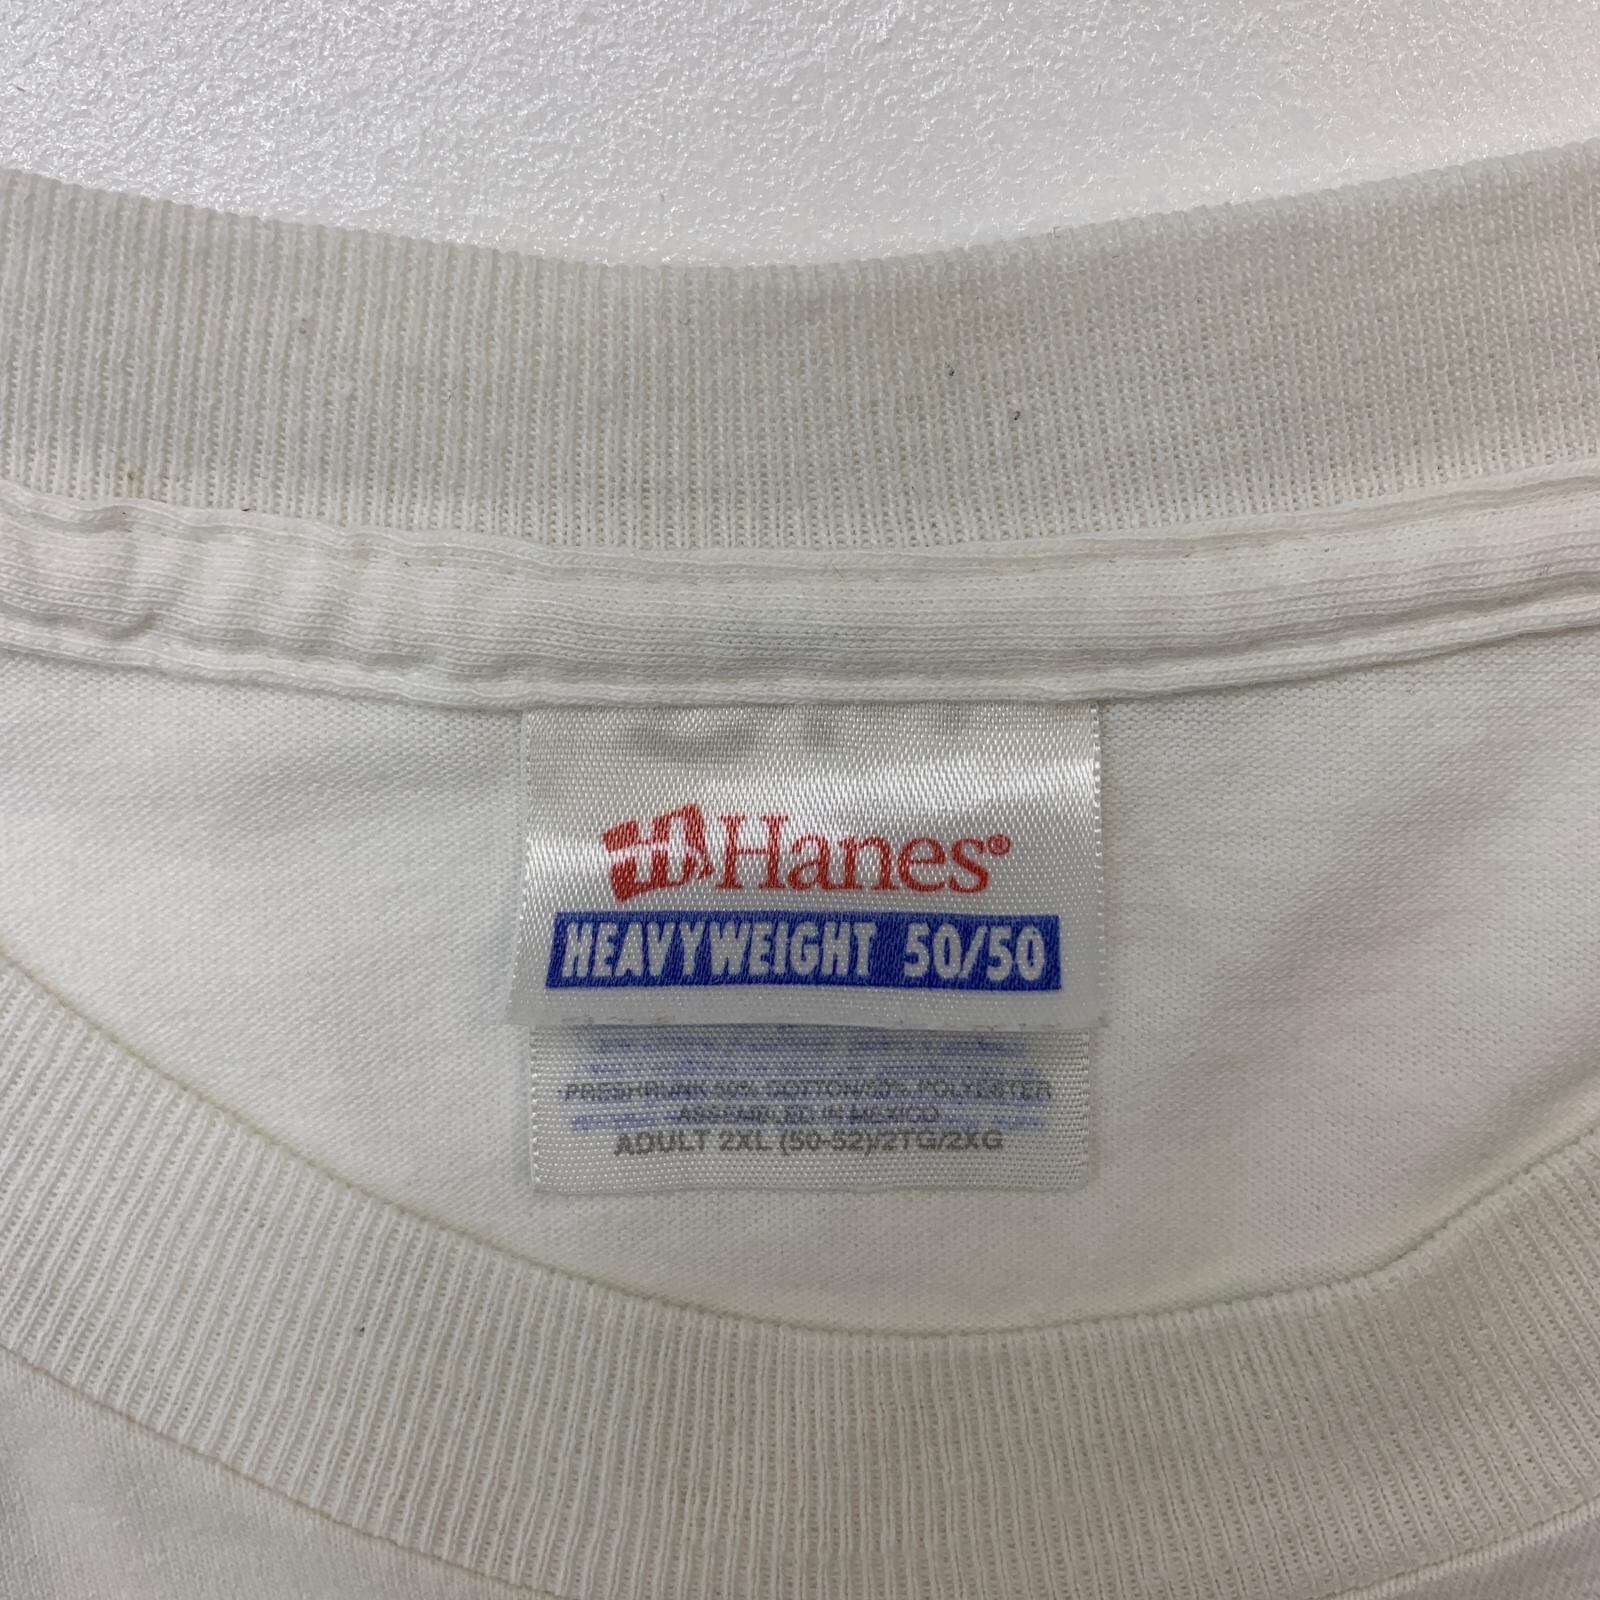 Hanes®
HEAVYWEIGHT 50/50
PRESHRUNK 50% COTTON/50% POLYESTER
ASSEMBLED IN MEXICO
ADULT 2XL (50-52)/2TG/2XG